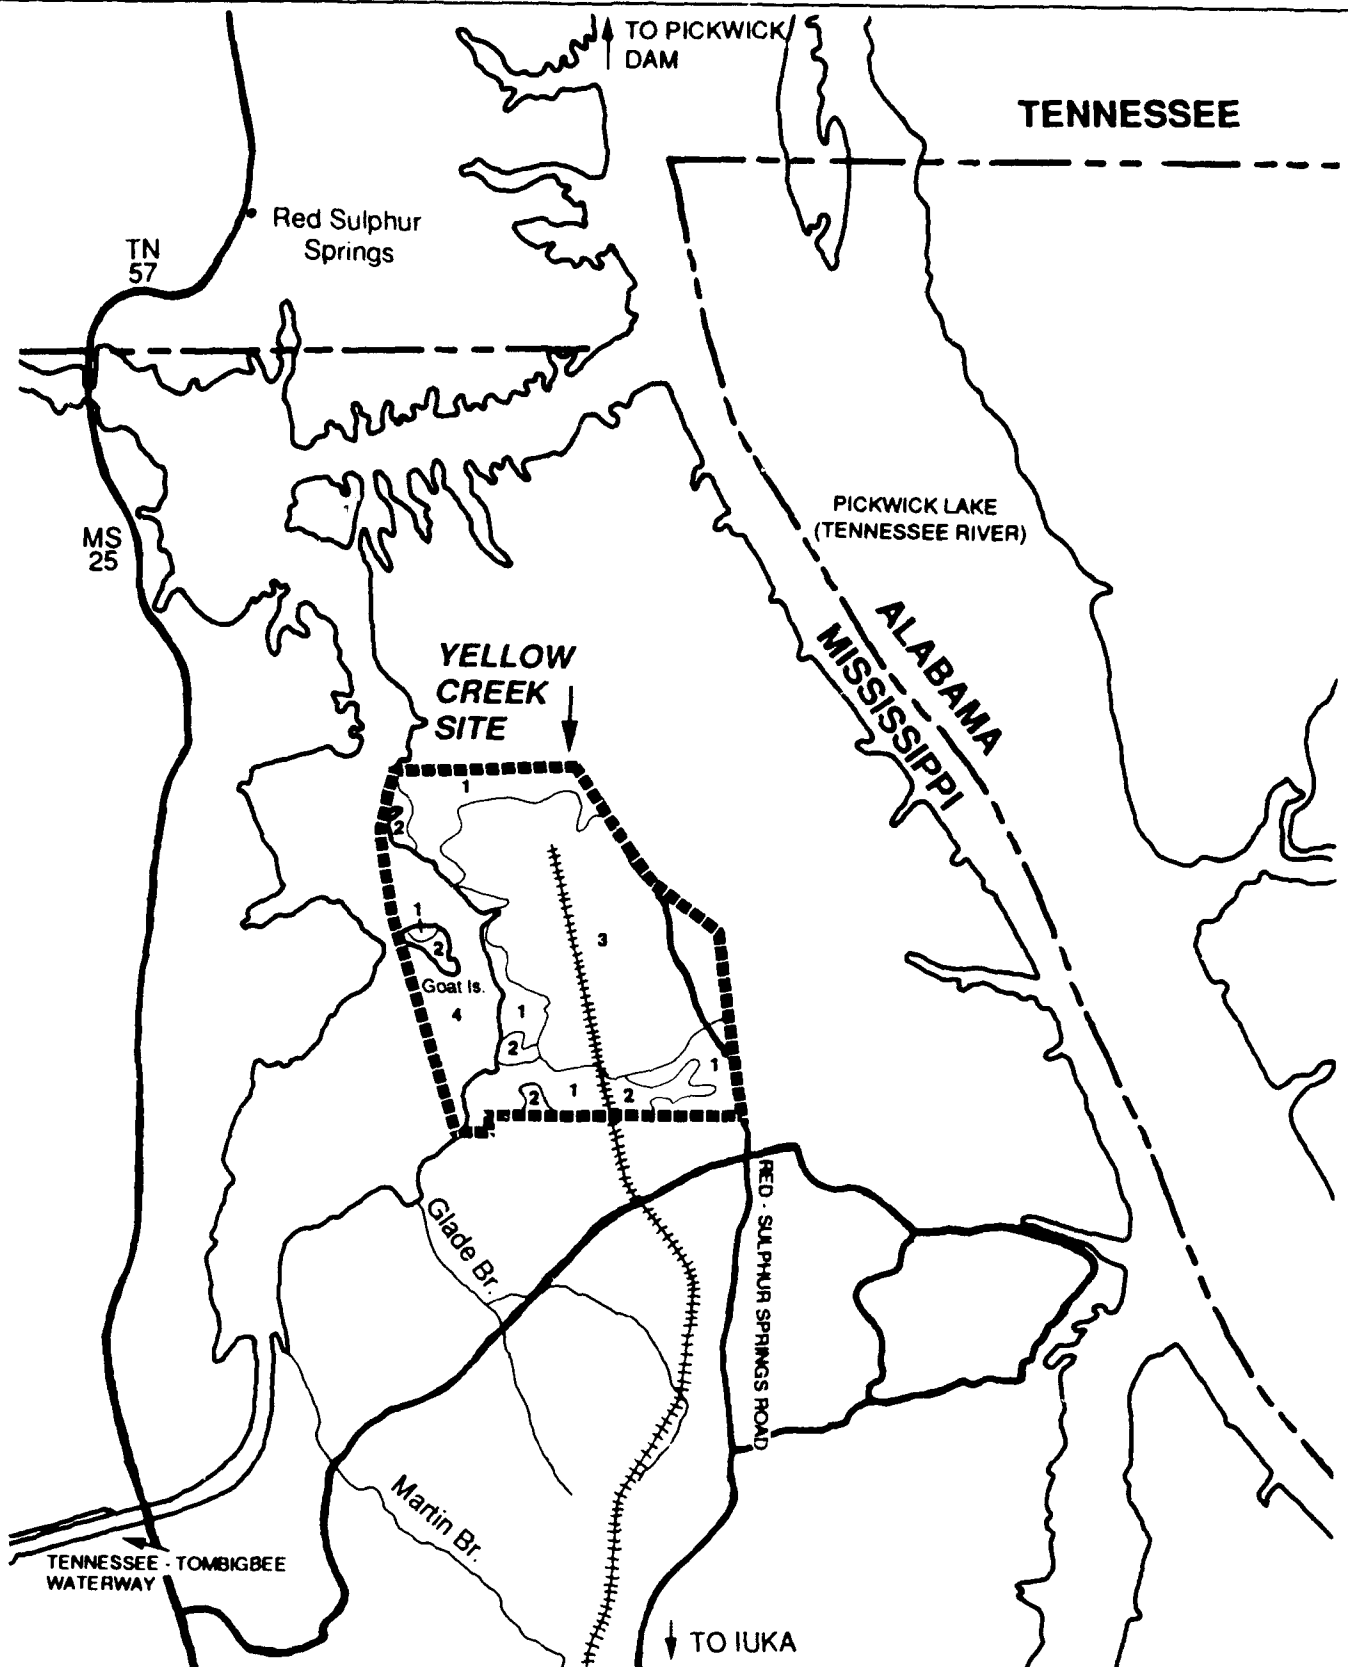 TO PICKWICK
DAM
TENNESSEE
Red Sulphur
Springs
TN
57
MS
25
PICKWICK LAKE
(TENNESSEE RIVER)
ALABAMA
MISSISSIPPI
YELLOW
CREEK
SITE
1
2
1
2
3
Goat Is.
4
1
2
1
2
1
2
RED - SULPHUR SPRINGS ROAD
Glade Br.
Martin Br.
TENNESSEE - TOMBIGBEE
WATERWAY
TO IUKA